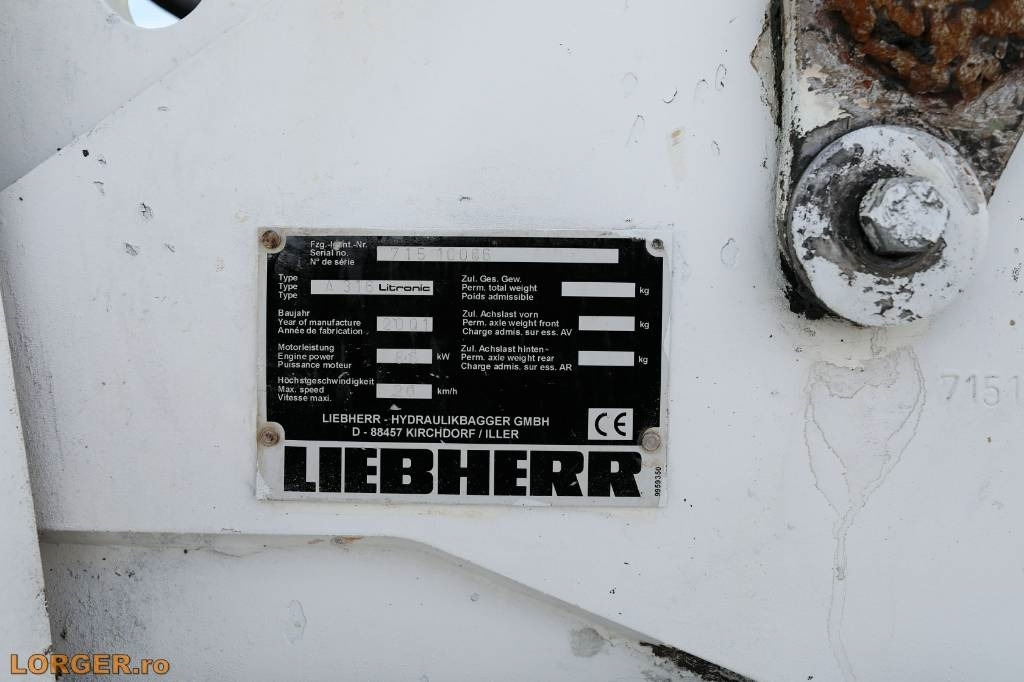 Fzg.-Ident.-Nr.
Serial no. 715 10086
N° de série
Type
Type A 316 Litronic
Type
Baujahr
Year of manufacture 2001
Année de fabrication
Motorleistung
Engine power kW
Puissance moteur
Höchstgeschwindigkeit
Max. speed km/h
Vitesse maxi.
Zul. Ges. Gew.
Perm. total weight kg
Poids admissible
Zul. Achslast vorn
Perm. axle weight front kg
Charge admis. sur ess. AV
Zul. Achslast hinten-
Perm. axle weight rear kg
Charge admis. sur ess. AR
LIEBHERR - HYDRAULIKBAGGER GMBH
D - 88457 KIRCHDORF / ILLER
CE
LIEBHERR
9959350
7151
LORGER.ro